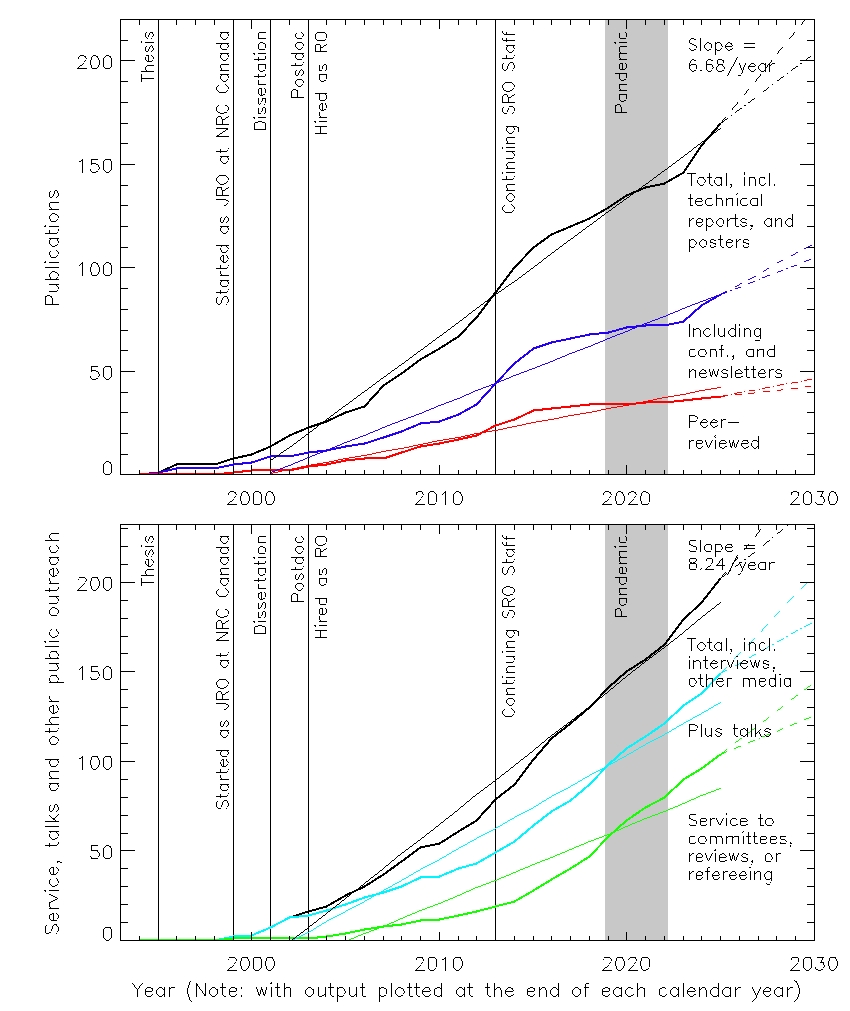 Publications
200
150
100
50
0
Thesis
Started as JRO at NRC Canada
Dissertation
Postdoc
Hired as RO
Continuing SRO Staff
Pandemic
Slope =
6.68/year
Total, incl.
technical
reports, and
posters
Including
conf., and
newsletters
Peer–
reviewed
2000
2010
2020
2030
Service, talks and other public outreach
200
150
100
50
0
Thesis
Started as JRO at NRC Canada
Dissertation
Postdoc
Hired as RO
Continuing SRO Staff
Pandemic
Slope =
8.24/year
Total, incl.
interviews,
other media
Plus talks
Service to
committees,
reviews, or
refereeing
2000
2010
2020
2030
Year (Note: with output plotted at the end of each calendar year)